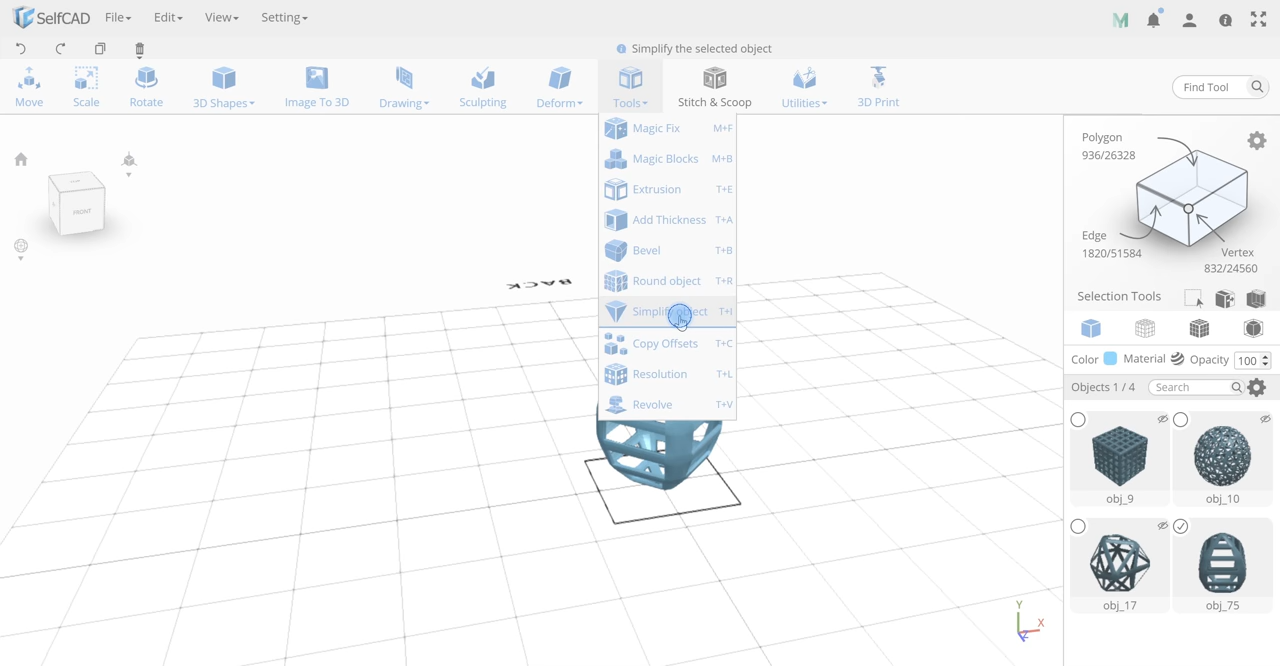 SelfCAD
File Edit View Setting
Simplify the selected object
Move Scale Rotate 3D Shapes Image To 3D Drawing Sculpting Deform Tools Stitch & Scoop Utilities 3D Print Find Tool
Magic Fix M+F
Magic Blocks M+B
Extrusion T+E
Add Thickness T+A
Bevel T+B
Round object T+R
Simplify object T+I
Copy Offsets T+C
Resolution T+L
Revolve T+V
FRONT
BACK
Polygon
936/26328
Edge
1820/51584
Vertex
832/24560
Selection Tools
Color Material Opacity 100
Objects 1 / 4 Search
obj_9 obj_10
obj_17 obj_75
Y
X
Z